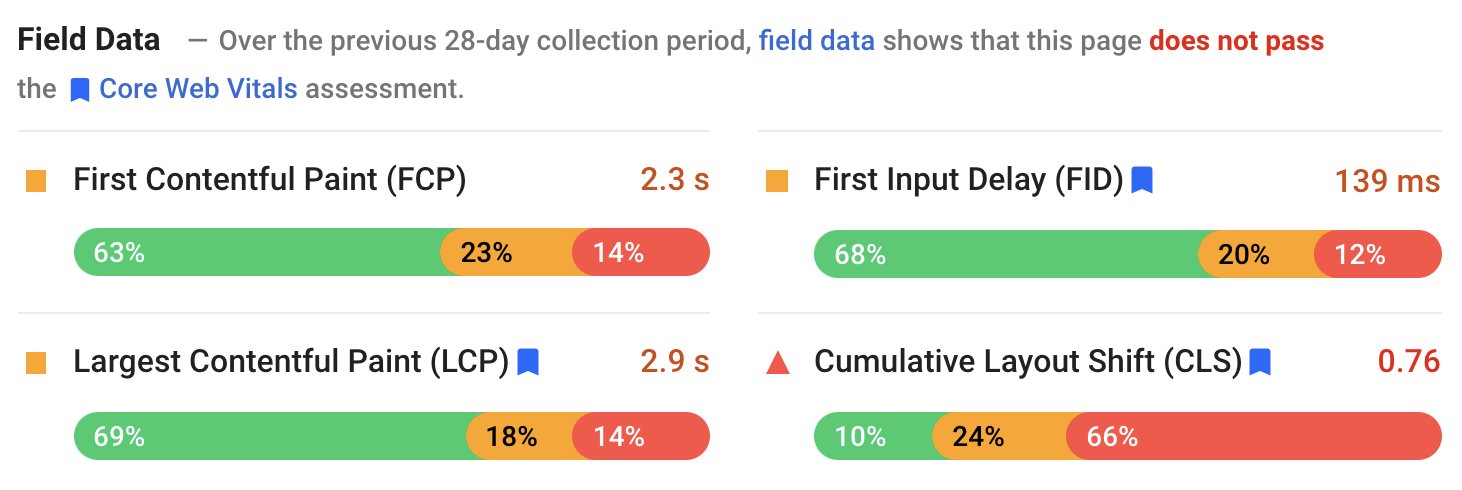 Field Data — Over the previous 28-day collection period, field data shows that this page does not pass
the Core Web Vitals assessment.
First Contentful Paint (FCP) 2.3 s
63% 23% 14%
First Input Delay (FID) 139 ms
68% 20% 12%
Largest Contentful Paint (LCP) 2.9 s
69% 18% 14%
Cumulative Layout Shift (CLS) 0.76
10% 24% 66%